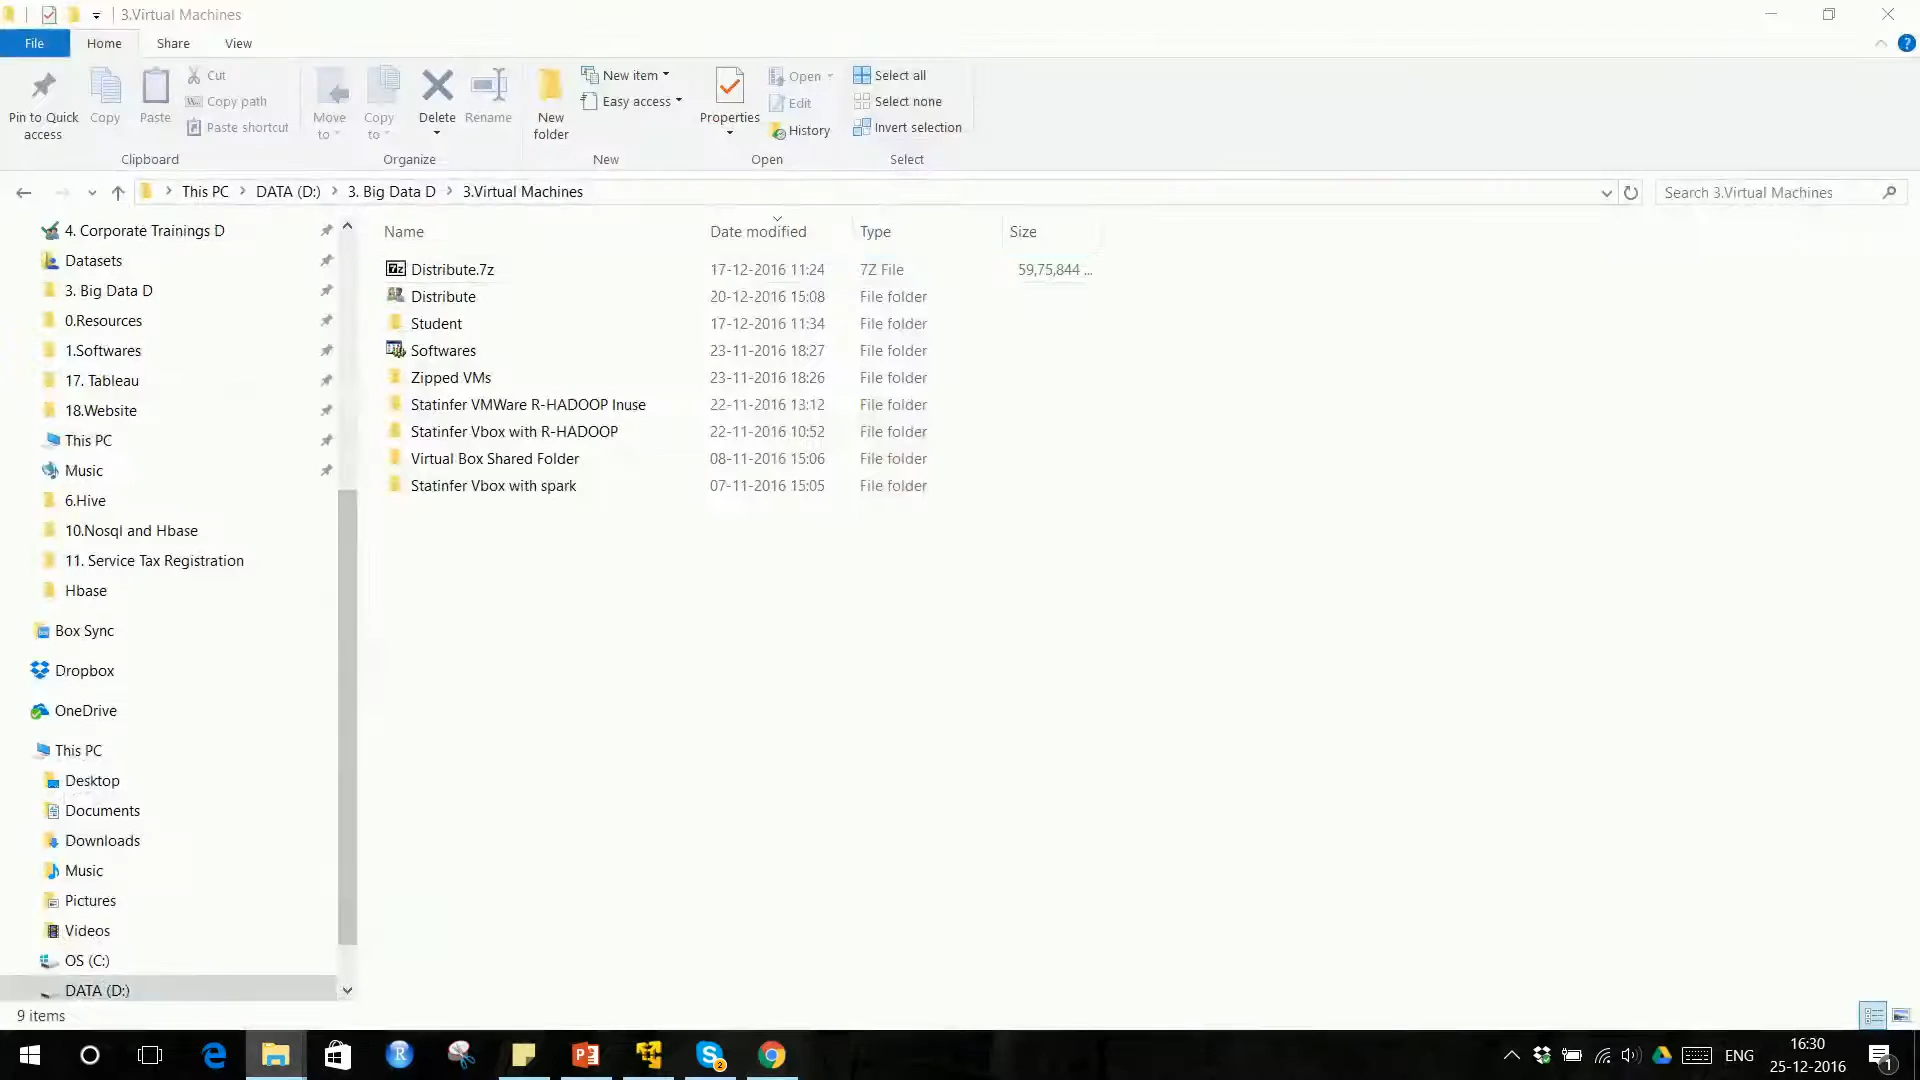 3.Virtual Machines
File
Home
Share
View
?
Pin to Quick access
Copy
Paste
Cut
Copy path
Paste shortcut
Clipboard
Move to
Copy to
Delete
Rename
Organize
New folder
New item
Easy access
New
Properties
Open
Edit
History
Open
Select all
Select none
Invert selection
Select
This PC
DATA (D:)
3. Big Data D
3.Virtual Machines
Search 3.Virtual Machines
4. Corporate Trainings D
Datasets
3. Big Data D
0.Resources
1.Softwares
17. Tableau
18.Website
This PC
Music
6.Hive
10.Nosql and Hbase
11. Service Tax Registration
Hbase
Box Sync
Dropbox
OneDrive
This PC
Desktop
Documents
Downloads
Music
Pictures
Videos
OS (C:)
DATA (D:)
Name Date modified Type Size
7z Distribute.7z 17-12-2016 11:24 7Z File 59,75,844 ...
Distribute 20-12-2016 15:08 File folder
Student 17-12-2016 11:34 File folder
Softwares 23-11-2016 18:27 File folder
Zipped VMs 23-11-2016 18:26 File folder
Statinfer VMWare R-HADOOP Inuse 22-11-2016 13:12 File folder
Statinfer Vbox with R-HADOOP 22-11-2016 10:52 File folder
Virtual Box Shared Folder 08-11-2016 15:06 File folder
Statinfer Vbox with spark 07-11-2016 15:05 File folder
9 items
R
P
S
2
ENG
16:30
25-12-2016
1